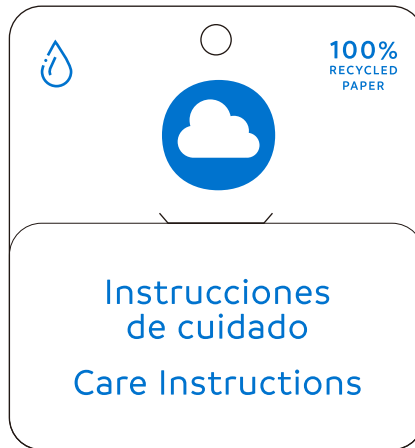 100%
RECYCLED
PAPER
Instrucciones
de cuidado
Care Instructions